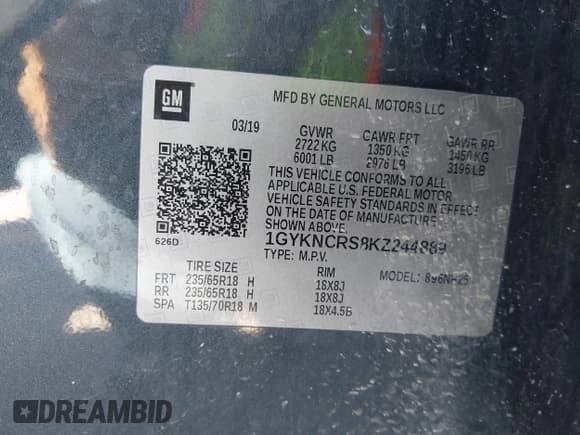 GM
MFD BY GENERAL MOTORS LLC
03/19 GVWR GAWR FRT GAWR RR
2722 KG 1350 KG 1450 KG
6001 LB 2976 LB 3196 LB
THIS VEHICLE CONFORMS TO ALL
APPLICABLE U.S. FEDERAL MOTOR
VEHICLE SAFETY STANDARDS IN EFFECT
ON THE DATE OF MANUFACTURE
SHOWN ABOVE.
626D
1GYKNCRS8KZ244889
TYPE: M.P.V. MODEL: 896NH26
TIRE SIZE RIM
FRT 235/65R18 H 18X8J
RR 235/65R18 H 18X8J
SPA T135/70R18 M 18X4.5B
DREAMBID